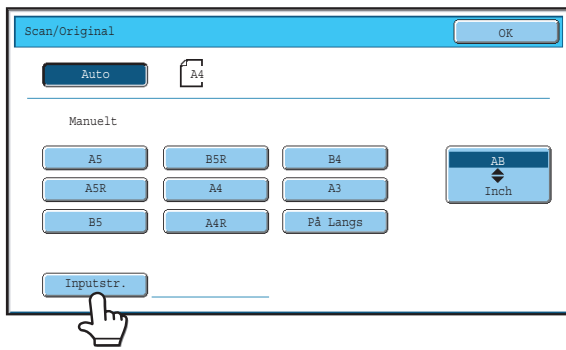 Scan/Original OK
Auto A4
Manuelt
A5 B5R B4 AB
A5R A4 A3 Inch
B5 A4R På Langs
Inputstr.